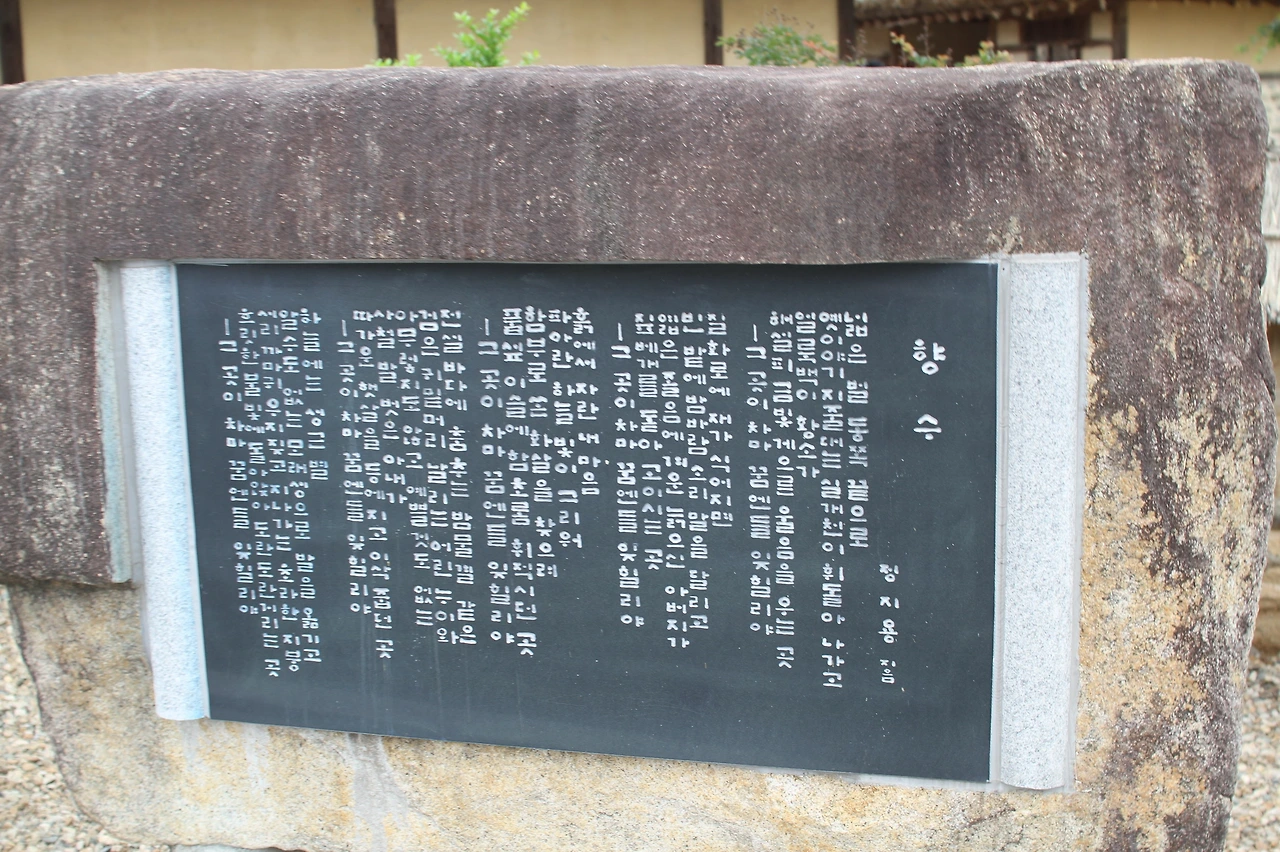 향 수
정 지 용 지음
넓은 벌 동쪽 끝으로
옛이야기 지줄대는 실개천이 휘돌아 나가고
얼룩백이 황소가
해설피 금빛 게으른 울음을 우는 곳
ㅡ그 곳이 차마 꿈엔들 잊힐리야
질화로에 재가 식어지면
빈 밭에 밤바람 소리 말을 달리고
엷은 졸음에 겨운 늙으신 아버지가
짚베개를 돋아 고이시는 곳
ㅡ그 곳이 차마 꿈엔들 잊힐리야
흙에서 자란 내 마음
파아란 하늘 빛이 그리워
함부로 쏜 화살을 찾으려
풀섶 이슬에 함초롬 휘적시던 곳
ㅡ그 곳이 차마 꿈엔들 잊힐리야
전설바다에 춤추는 밤물결 같은
검은 귀밑머리 날리는 어린 누이와
아무렇지도 않고 예쁠것도 없는
사철 발 벗은 아내가
따가운 햇살을 등에 지고 이삭 줍던 곳
ㅡ그 곳이 차마 꿈엔들 잊힐리야
하늘에는 성근 별
알 수도 없는 모래성으로 발을 옮기고
서리 까마귀 우지짖고 지나가는 초라한 지붕
흐릿한 불빛에 돌아앉아 도란도란거리는 곳
ㅡ그 곳이 차마 꿈엔들 잊힐리야